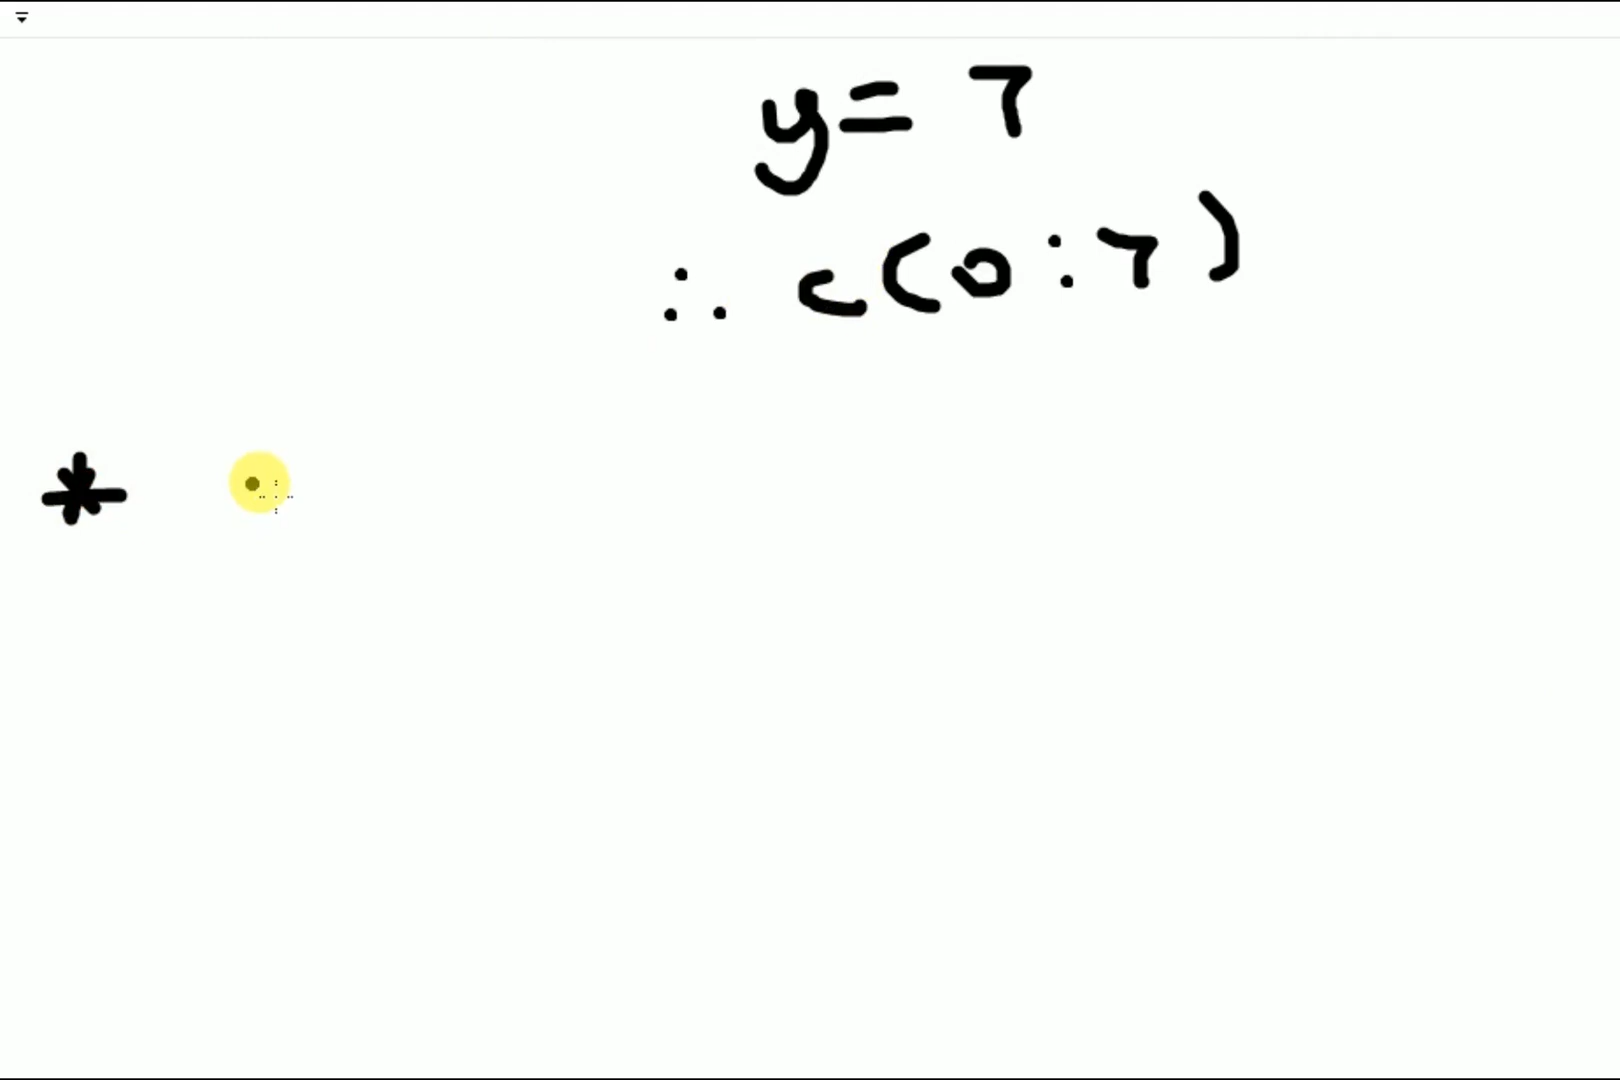 y = 7
∴ c(0:7)
*